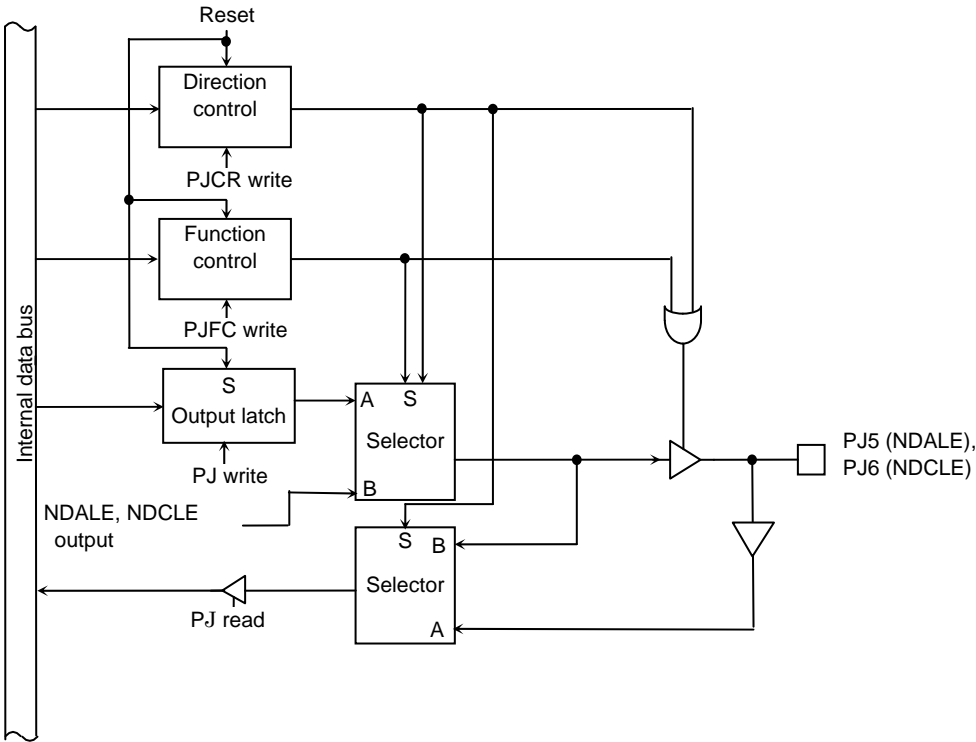 Reset
Direction
control
PJCR write
Function
control
PJFC write
Internal data bus
S
Output latch
PJ write
A
S
Selector
B
NDALE, NDCLE
output
PJ5 (NDALE),
PJ6 (NDCLE)
S
B
Selector
A
PJ read